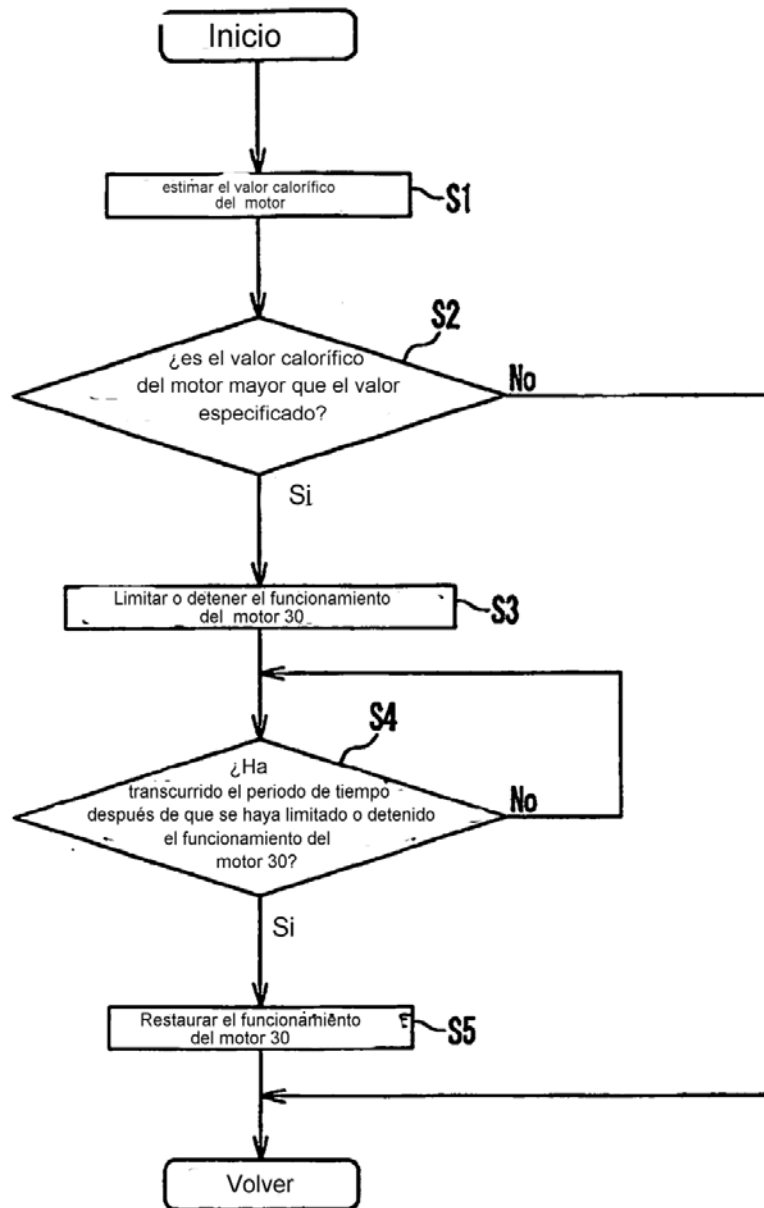 Inicio
estimar el valor calorífico
del motor
S1
S2
¿es el valor calorífico
del motor mayor que el valor
especificado?
No
Si
Limitar o detener el funcionamiento
del motor 30
S3
S4
¿Ha
transcurrido el periodo de tiempo
después de que se haya limitado o detenido
el funcionamiento del
motor 30?
No
Si
Restaurar el funcionamiento
del motor 30
S5
Volver